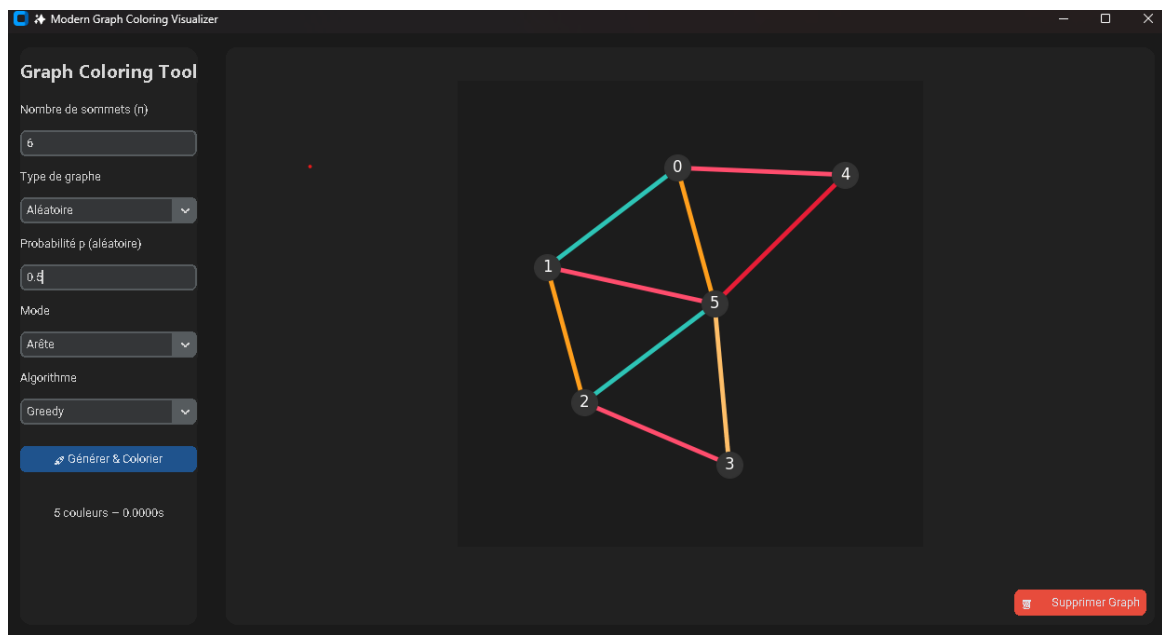 ✨ Modern Graph Coloring Visualizer
Graph Coloring Tool
Nombre de sommets (n)
6
Type de graphe
Aléatoire
Probabilité p (aléatoire)
0.5
Mode
Arête
Algorithme
Greedy
Générer & Colorier
5 couleurs – 0.0000s
0
4
1
5
2
3
Supprimer Graph